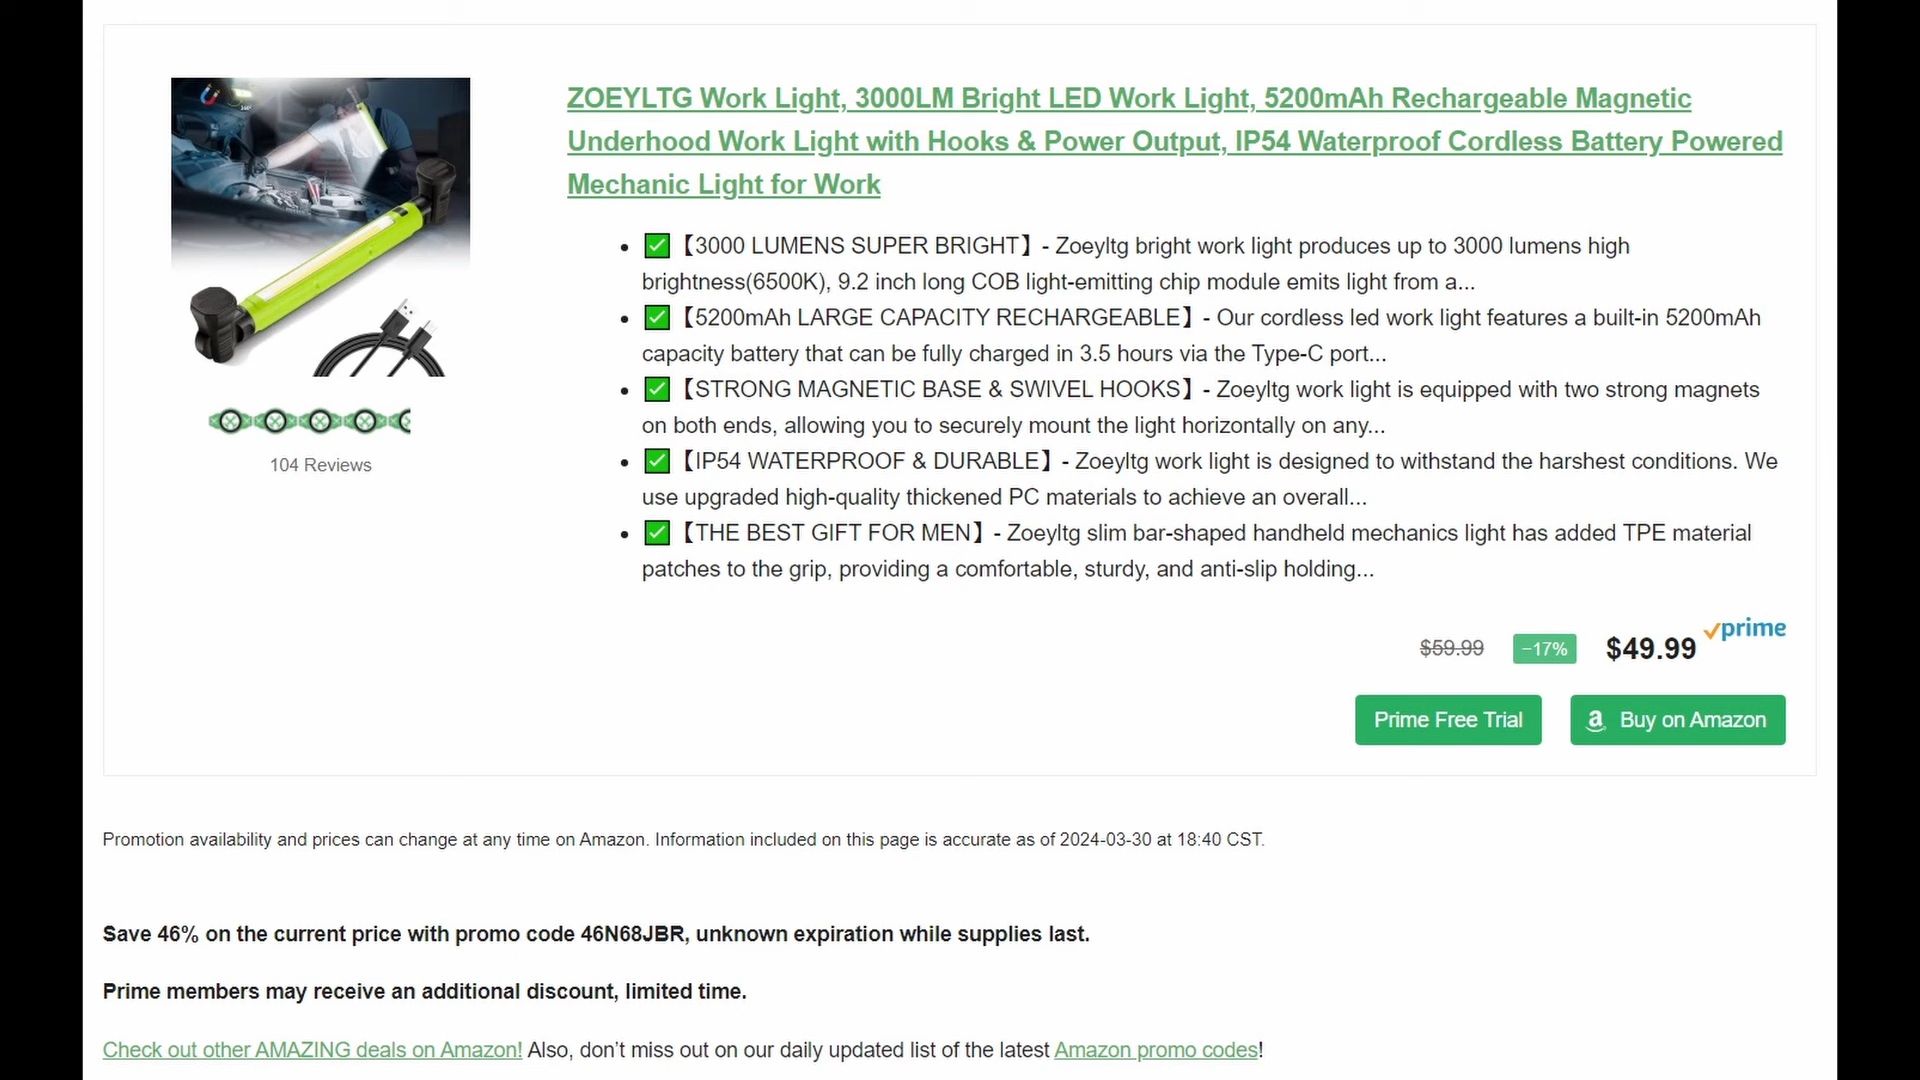 ZOEYLTG Work Light, 3000LM Bright LED Work Light, 5200mAh Rechargeable Magnetic
Underhood Work Light with Hooks & Power Output, IP54 Waterproof Cordless Battery Powered
Mechanic Light for Work
104 Reviews
• ✅【3000 LUMENS SUPER BRIGHT】- Zoeyltg bright work light produces up to 3000 lumens high
brightness(6500K), 9.2 inch long COB light-emitting chip module emits light from a...
• ✅【5200mAh LARGE CAPACITY RECHARGEABLE】- Our cordless led work light features a built-in 5200mAh
capacity battery that can be fully charged in 3.5 hours via the Type-C port...
• ✅【STRONG MAGNETIC BASE & SWIVEL HOOKS】- Zoeyltg work light is equipped with two strong magnets
on both ends, allowing you to securely mount the light horizontally on any...
• ✅【IP54 WATERPROOF & DURABLE】- Zoeyltg work light is designed to withstand the harshest conditions. We
use upgraded high-quality thickened PC materials to achieve an overall...
• ✅【THE BEST GIFT FOR MEN】- Zoeyltg slim bar-shaped handheld mechanics light has added TPE material
patches to the grip, providing a comfortable, sturdy, and anti-slip holding...
$59.99 −17% $49.99 prime
Prime Free Trial Buy on Amazon
Promotion availability and prices can change at any time on Amazon. Information included on this page is accurate as of 2024-03-30 at 18:40 CST.
Save 46% on the current price with promo code 46N68JBR, unknown expiration while supplies last.
Prime members may receive an additional discount, limited time.
Check out other AMAZING deals on Amazon! Also, don’t miss out on our daily updated list of the latest Amazon promo codes!